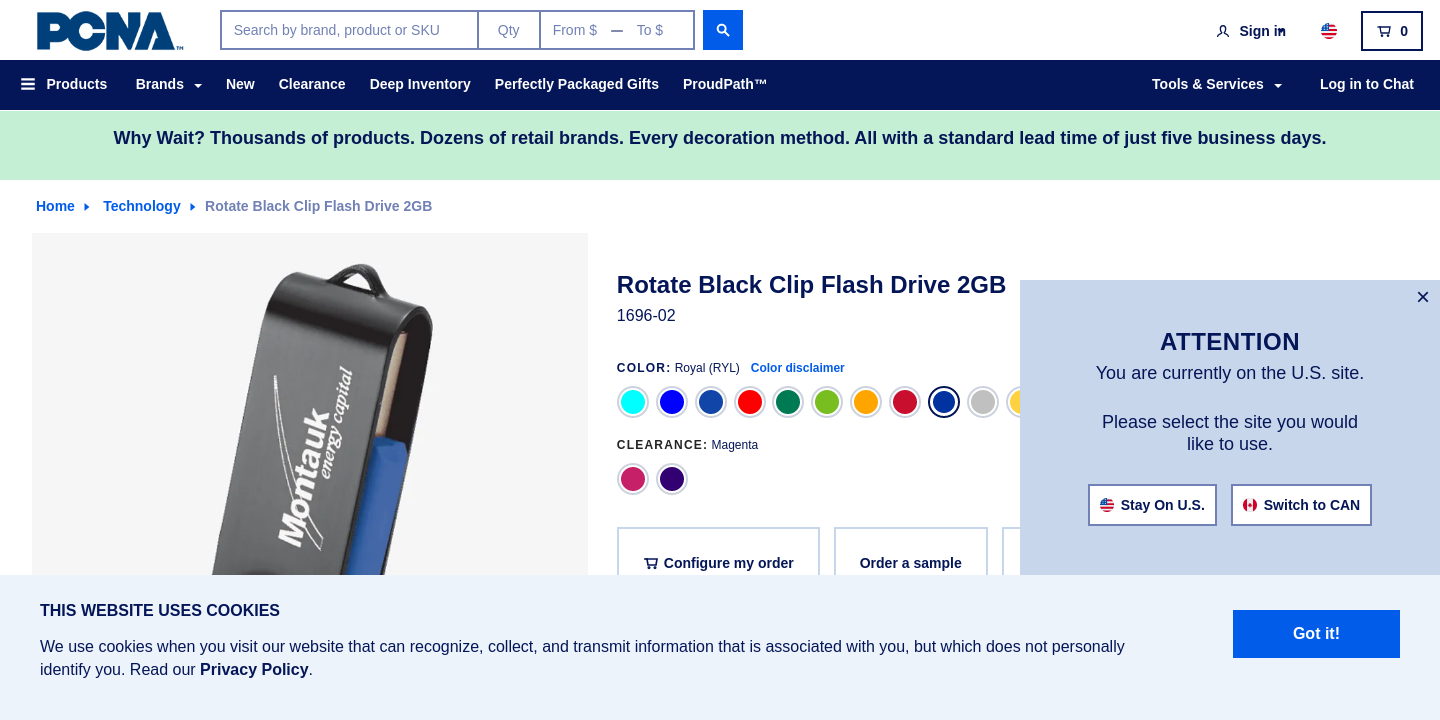 PCNA™
Search by brand, product or SKU
Qty
From $ — To $
Sign in
0
Products
Brands
New
Clearance
Deep Inventory
Perfectly Packaged Gifts
ProudPath™
Tools & Services
Log in to Chat
Why Wait? Thousands of products. Dozens of retail brands. Every decoration method. All with a standard lead time of just five business days.
Home
Technology
Rotate Black Clip Flash Drive 2GB
Montauk
energy capital
Rotate Black Clip Flash Drive 2GB
1696-02
COLOR: Royal (RYL) Color disclaimer
CLEARANCE: Magenta
Configure my order
Order a sample
×
ATTENTION
You are currently on the U.S. site.
Please select the site you would
like to use.
Stay On U.S.
Switch to CAN
THIS WEBSITE USES COOKIES
We use cookies when you visit our website that can recognize, collect, and transmit information that is associated with you, but which does not personally
identify you. Read our Privacy Policy.
Got it!